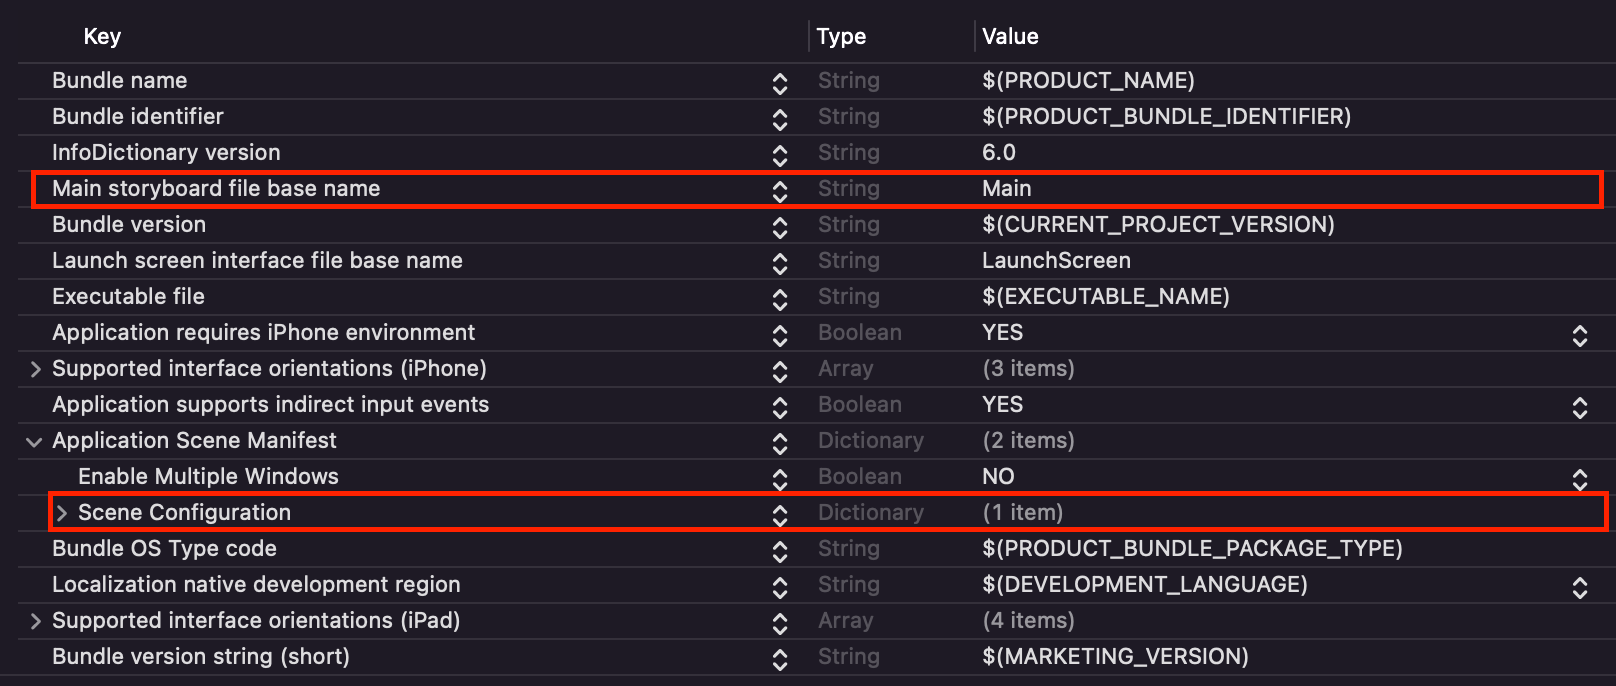 Key Type Value
Bundle name String $(PRODUCT_NAME)
Bundle identifier String $(PRODUCT_BUNDLE_IDENTIFIER)
InfoDictionary version String 6.0
Main storyboard file base name String Main
Bundle version String $(CURRENT_PROJECT_VERSION)
Launch screen interface file base name String LaunchScreen
Executable file String $(EXECUTABLE_NAME)
Application requires iPhone environment Boolean YES
Supported interface orientations (iPhone) Array (3 items)
Application supports indirect input events Boolean YES
Application Scene Manifest Dictionary (2 items)
Enable Multiple Windows Boolean NO
Scene Configuration Dictionary (1 item)
Bundle OS Type code String $(PRODUCT_BUNDLE_PACKAGE_TYPE)
Localization native development region String $(DEVELOPMENT_LANGUAGE)
Supported interface orientations (iPad) Array (4 items)
Bundle version string (short) String $(MARKETING_VERSION)